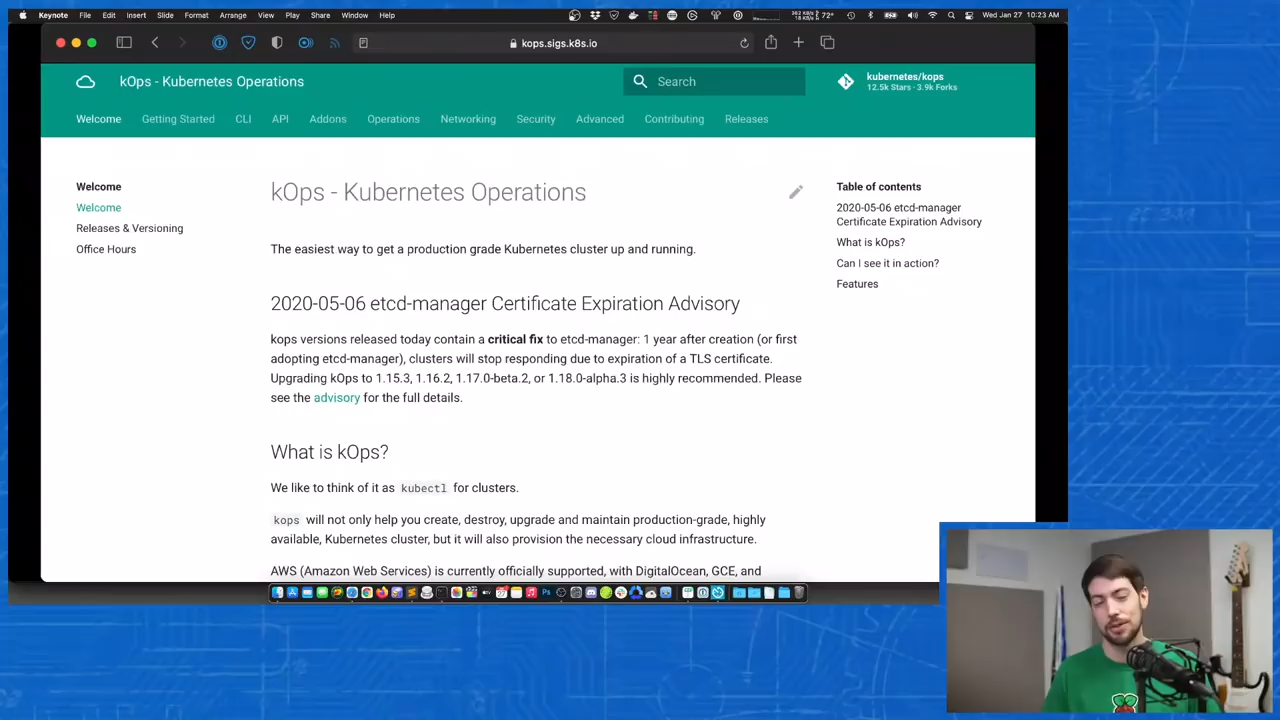 Keynote File Edit Insert Slide Format Arrange View Play Share Window Help
72° Wed Jan 27 10:23 AM
kops.sigs.k8s.io
kOps - Kubernetes Operations
Search
kubernetes/kops
12.5k Stars · 3.9k Forks
Welcome Getting Started CLI API Addons Operations Networking Security Advanced Contributing Releases
Welcome
Welcome
Releases & Versioning
Office Hours
kOps - Kubernetes Operations
The easiest way to get a production grade Kubernetes cluster up and running.
2020-05-06 etcd-manager Certificate Expiration Advisory
kops versions released today contain a critical fix to etcd-manager: 1 year after creation (or first
adopting etcd-manager), clusters will stop responding due to expiration of a TLS certificate.
Upgrading kOps to 1.15.3, 1.16.2, 1.17.0-beta.2, or 1.18.0-alpha.3 is highly recommended. Please
see the advisory for the full details.
What is kOps?
We like to think of it as kubectl for clusters.
kops will not only help you create, destroy, upgrade and maintain production-grade, highly
available, Kubernetes cluster, but it will also provision the necessary cloud infrastructure.
AWS (Amazon Web Services) is currently officially supported, with DigitalOcean, GCE, and
Table of contents
2020-05-06 etcd-manager
Certificate Expiration Advisory
What is kOps?
Can I see it in action?
Features